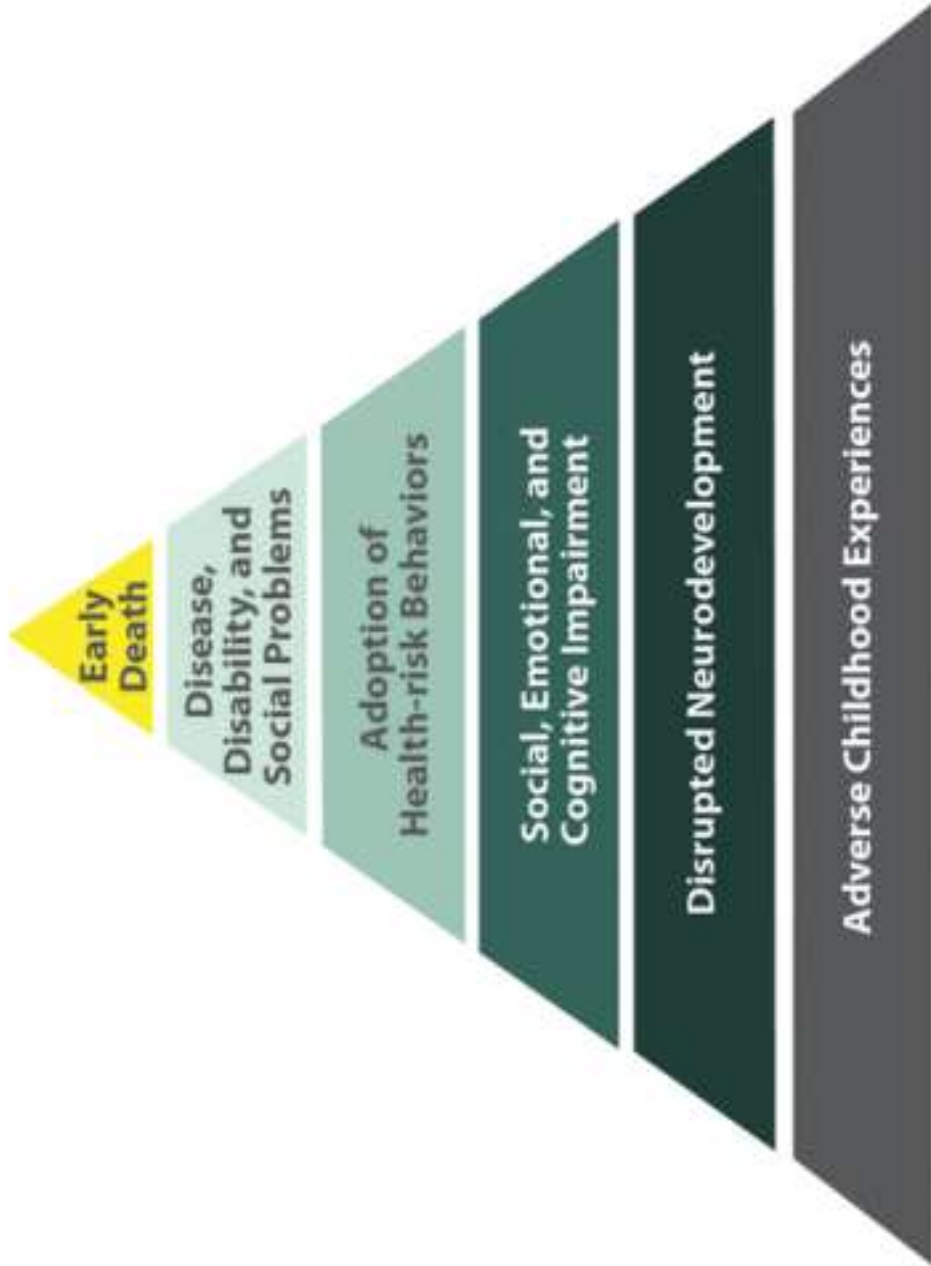 Early
Death
Disease,
Disability, and
Social Problems
Adoption of
Health-risk Behaviors
Social, Emotional, and
Cognitive Impairment
Disrupted Neurodevelopment
Adverse Childhood Experiences